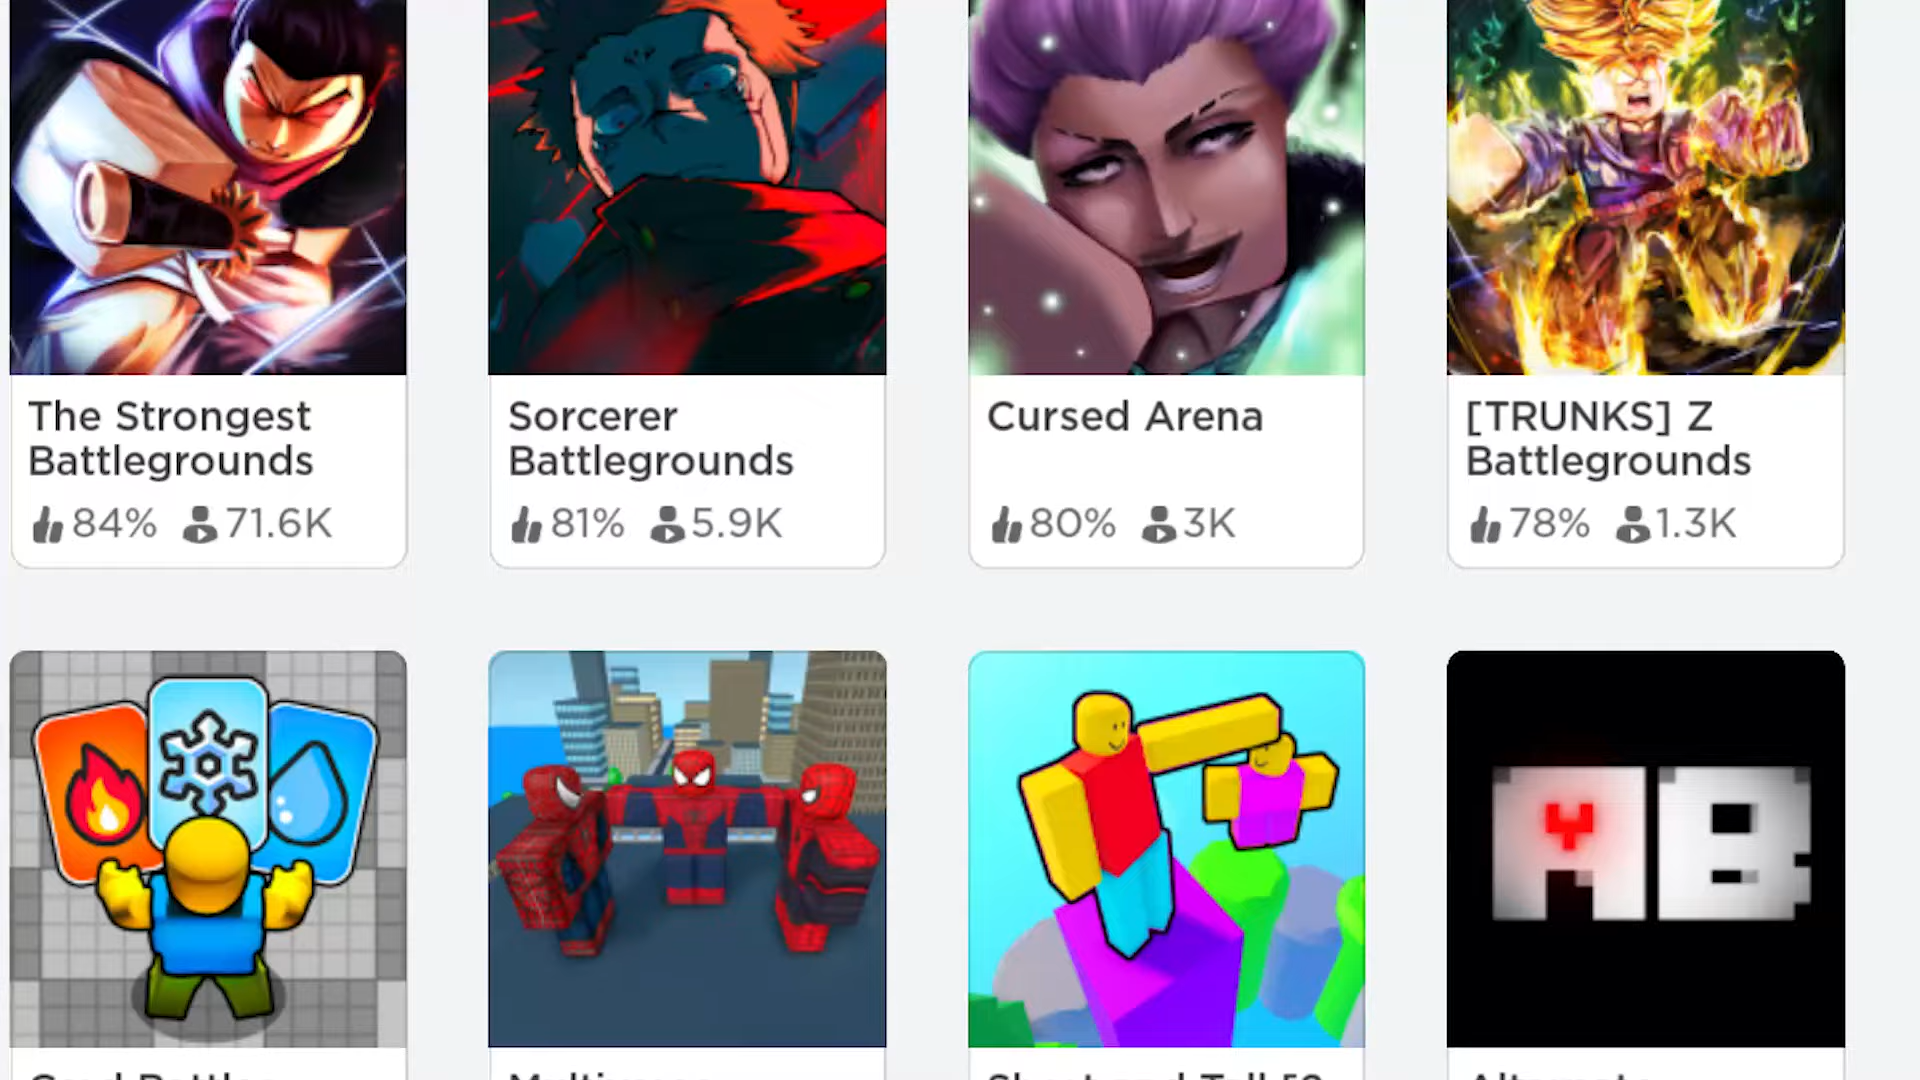 The Strongest
Battlegrounds
84% 71.6K
Sorcerer
Battlegrounds
81% 5.9K
Cursed Arena
80% 3K
[TRUNKS] Z
Battlegrounds
78% 1.3K
AB